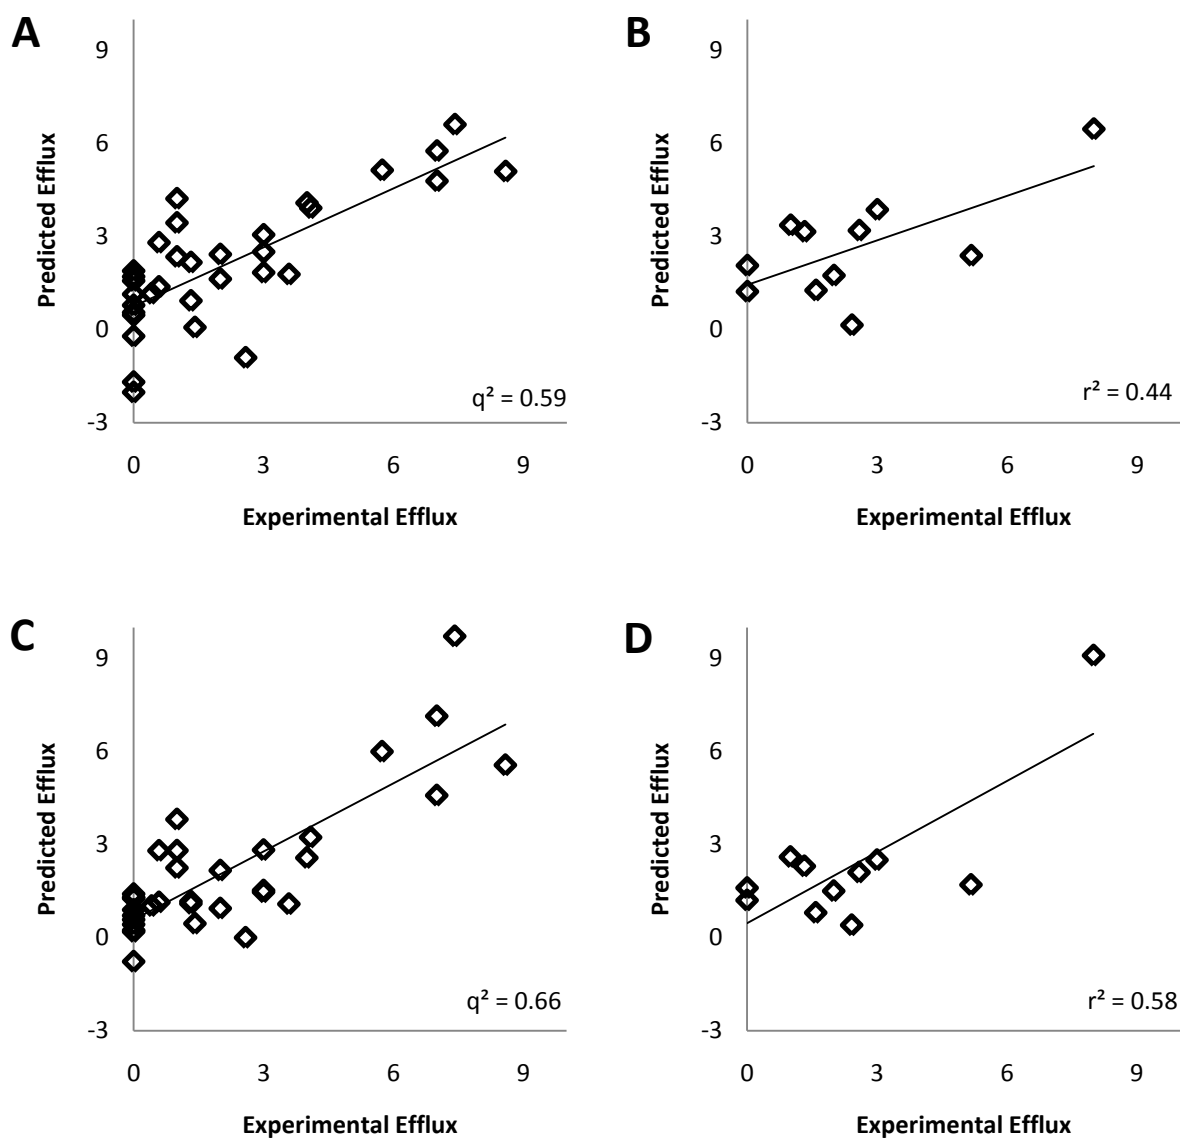 A
9
6
3
0
-3
Predicted Efflux
q² = 0.59
0 3 6 9
Experimental Efflux
B
9
6
3
0
-3
Predicted Efflux
r² = 0.44
0 3 6 9
Experimental Efflux
C
9
6
3
0
-3
Predicted Efflux
q² = 0.66
0 3 6 9
Experimental Efflux
D
9
6
3
0
-3
Predicted Efflux
r² = 0.58
0 3 6 9
Experimental Efflux